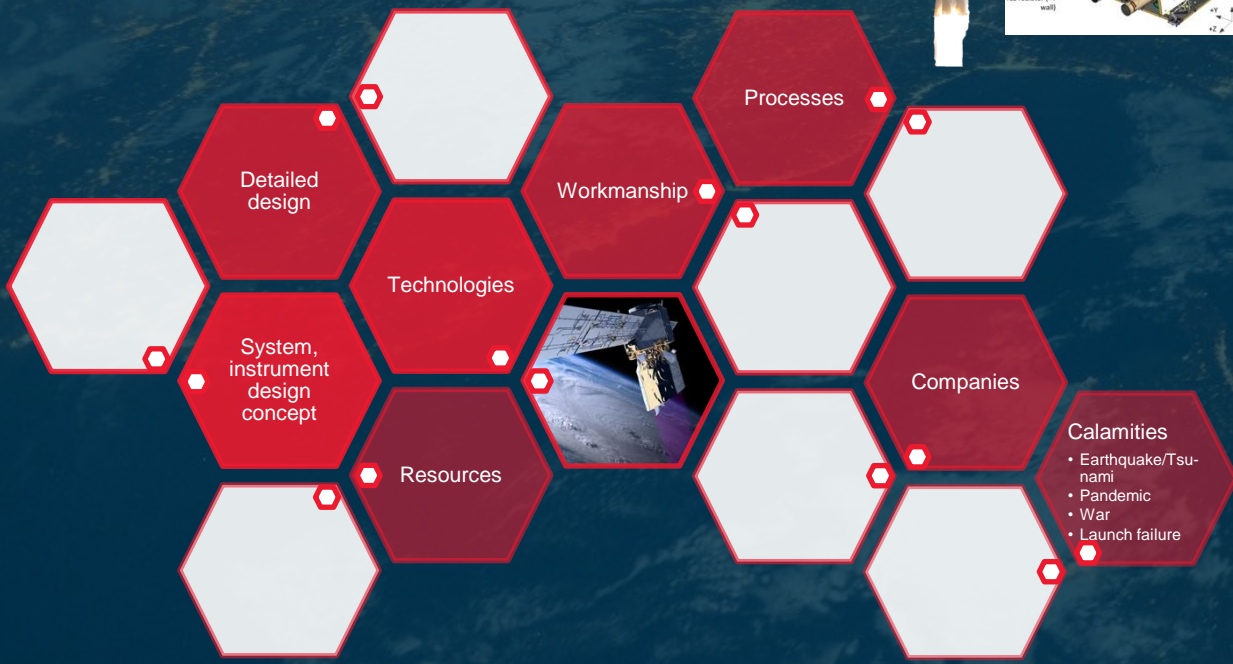 wall)
+Y
+Z
Processes
Detailed
design
Workmanship
Technologies
System,
instrument
design
concept
Companies
Calamities
• Earthquake/Tsu-
nami
• Pandemic
• War
• Launch failure
Resources